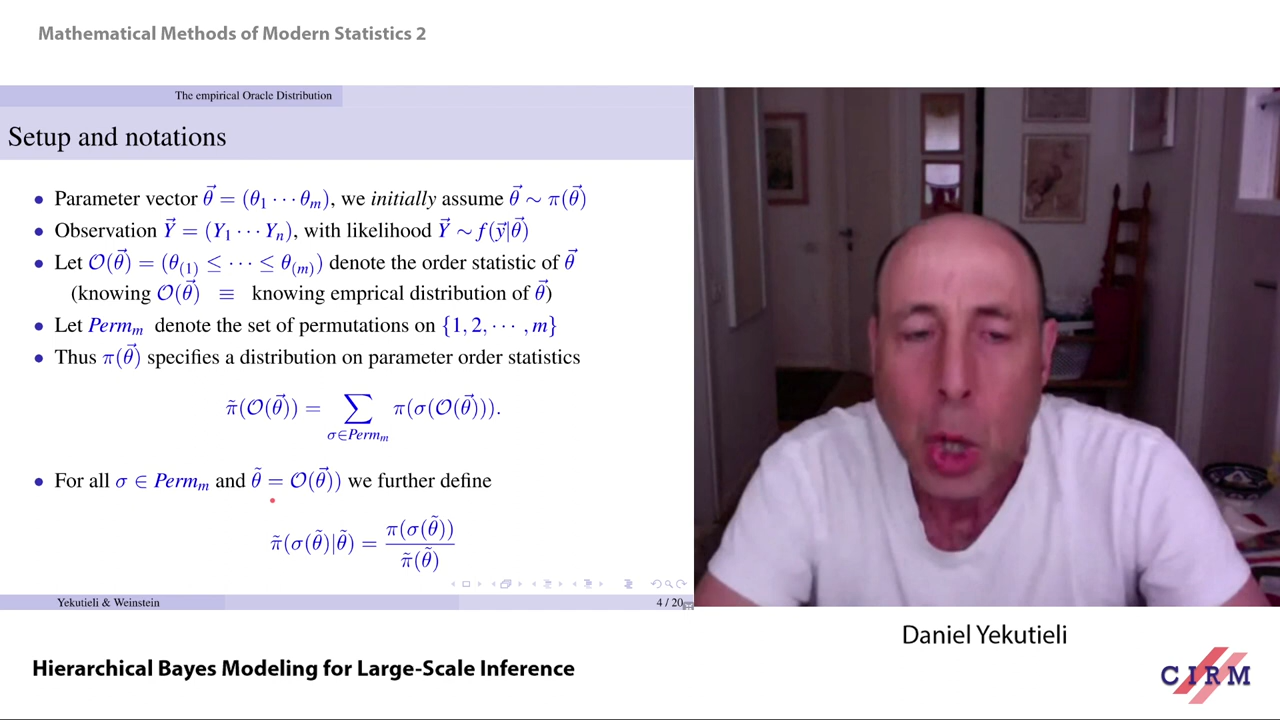 Mathematical Methods of Modern Statistics 2
The empirical Oracle Distribution
Setup and notations
• Parameter vector θ⃗ = (θ₁ ⋯ θₘ), we initially assume θ⃗ ∼ π(θ⃗)
• Observation Y⃗ = (Y₁ ⋯ Yₙ), with likelihood Y⃗ ∼ f(y⃗|θ⃗)
• Let 𝒪(θ⃗) = (θ₍₁₎ ≤ ⋯ ≤ θ₍ₘ₎) denote the order statistic of θ⃗
(knowing 𝒪(θ⃗) ≡ knowing emprical distribution of θ⃗)
• Let Permₘ denote the set of permutations on {1, 2, ⋯ , m}
• Thus π(θ⃗) specifies a distribution on parameter order statistics
π̃(𝒪(θ⃗)) = ∑ π(σ(𝒪(θ⃗))).
σ∈Permₘ
• For all σ ∈ Permₘ and θ̃ = 𝒪(θ⃗)) we further define
π̃(σ(θ̃)|θ̃) = π(σ(θ̃)) / π̃(θ̃)
Yekutieli & Weinstein
4 / 20
Daniel Yekutieli
Hierarchical Bayes Modeling for Large-Scale Inference
CIRM